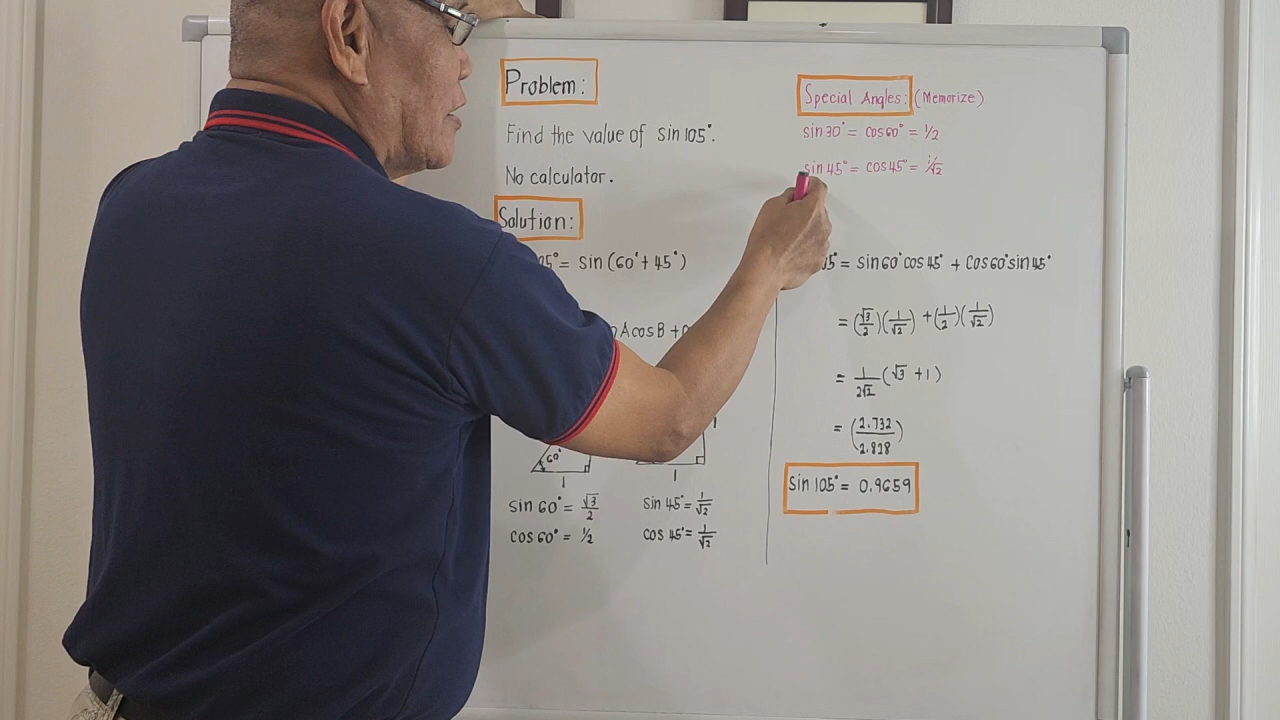 Problem:
Find the value of sin 105°.
No calculator.
Solution:
05° = sin (60° + 45°)
A cos B +
60°
1
1
1
sin 60° = √3/2
cos 60° = 1/2
sin 45° = 1/√2
cos 45° = 1/√2
Special Angles: (Memorize)
sin 30° = cos 60° = 1/2
sin 45° = cos 45° = 1/√2
05° = sin 60° cos 45° + cos 60° sin 45°
= (√3/2)(1/√2) + (1/2)(1/√2)
= 1/2√2 (√3 + 1)
= (2.732/2.828)
sin 105° = 0.9659